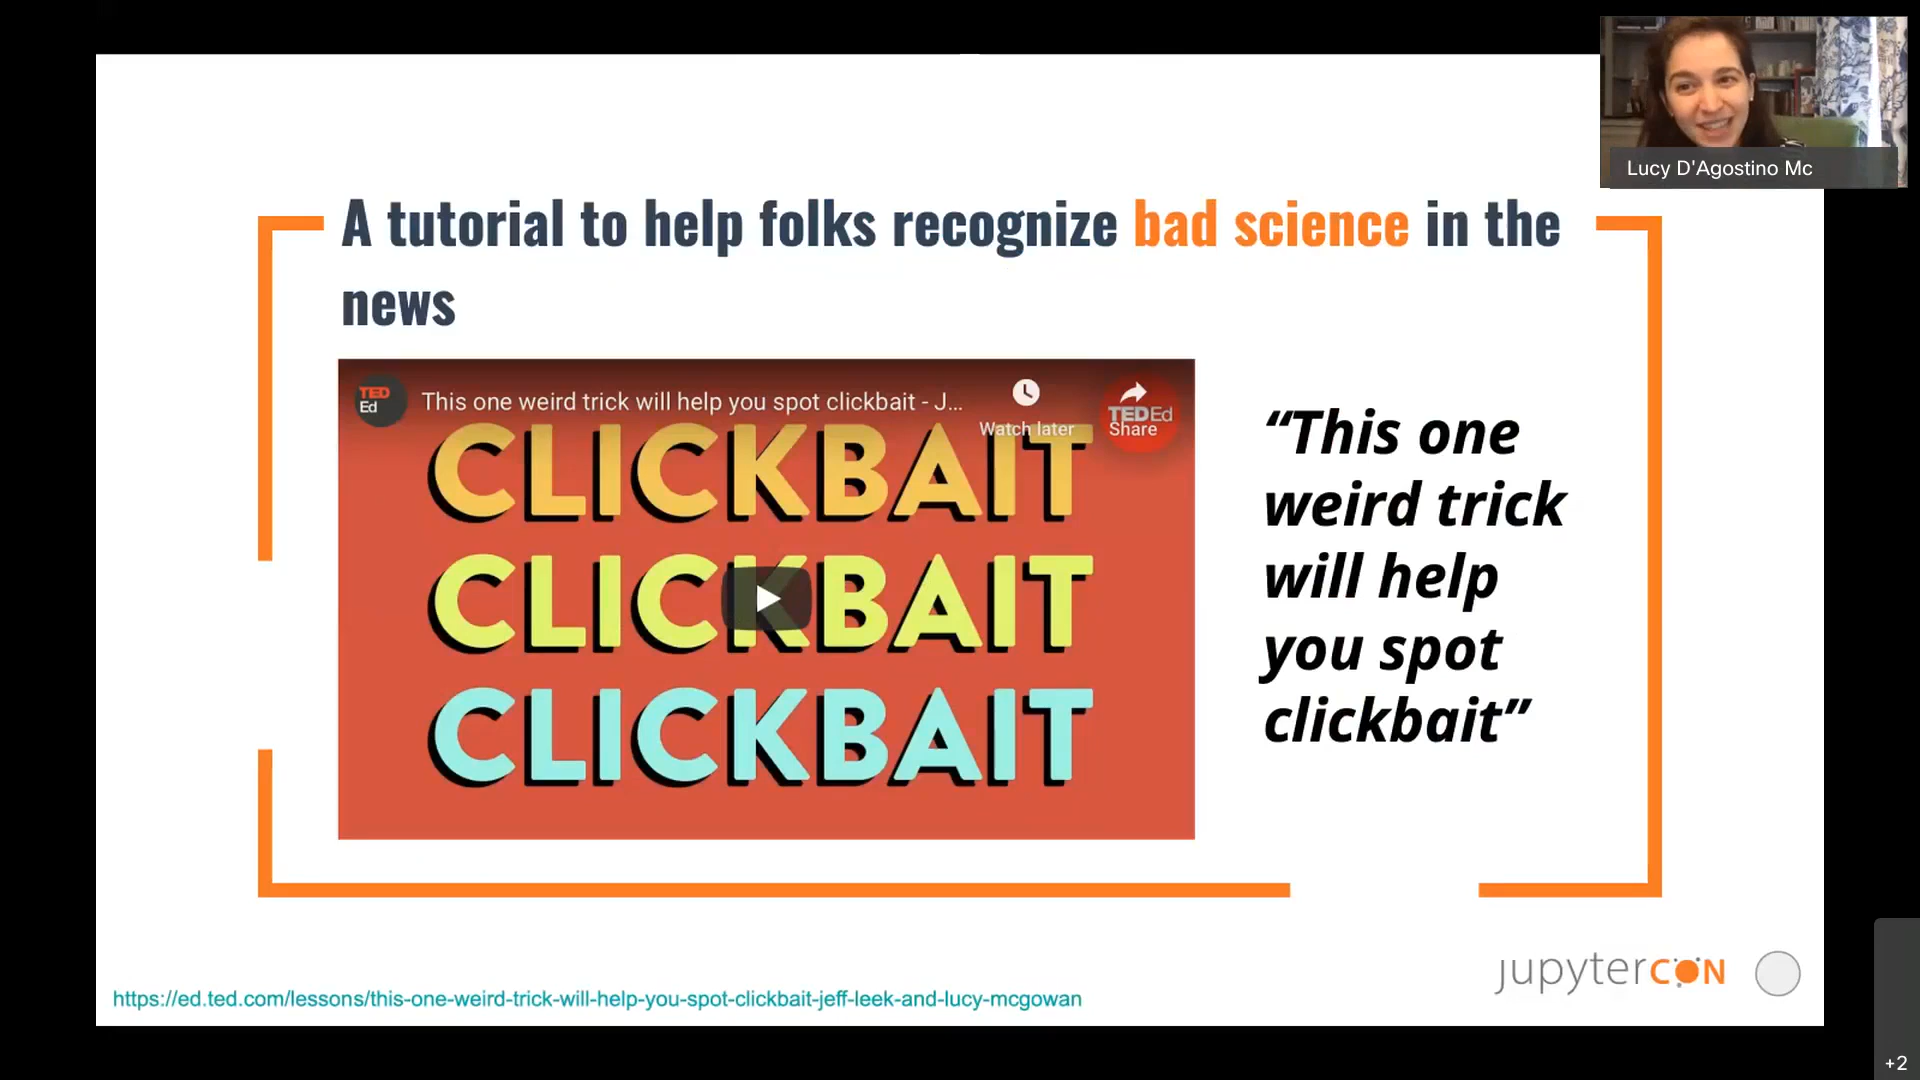 Lucy D'Agostino Mc
A tutorial to help folks recognize bad science in the
news
TED
Ed
This one weird trick will help you spot clickbait - J...
Watch later
TEDEd
Share
CLICKBAIT
CLICKBAIT
CLICKBAIT
“This one
weird trick
will help
you spot
clickbait”
jupytercon
https://ed.ted.com/lessons/this-one-weird-trick-will-help-you-spot-clickbait-jeff-leek-and-lucy-mcgowan
+2